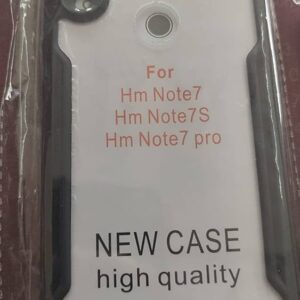 For
Hm Note7
Hm Note7S
Hm Note7 pro
NEW CASE
high quality